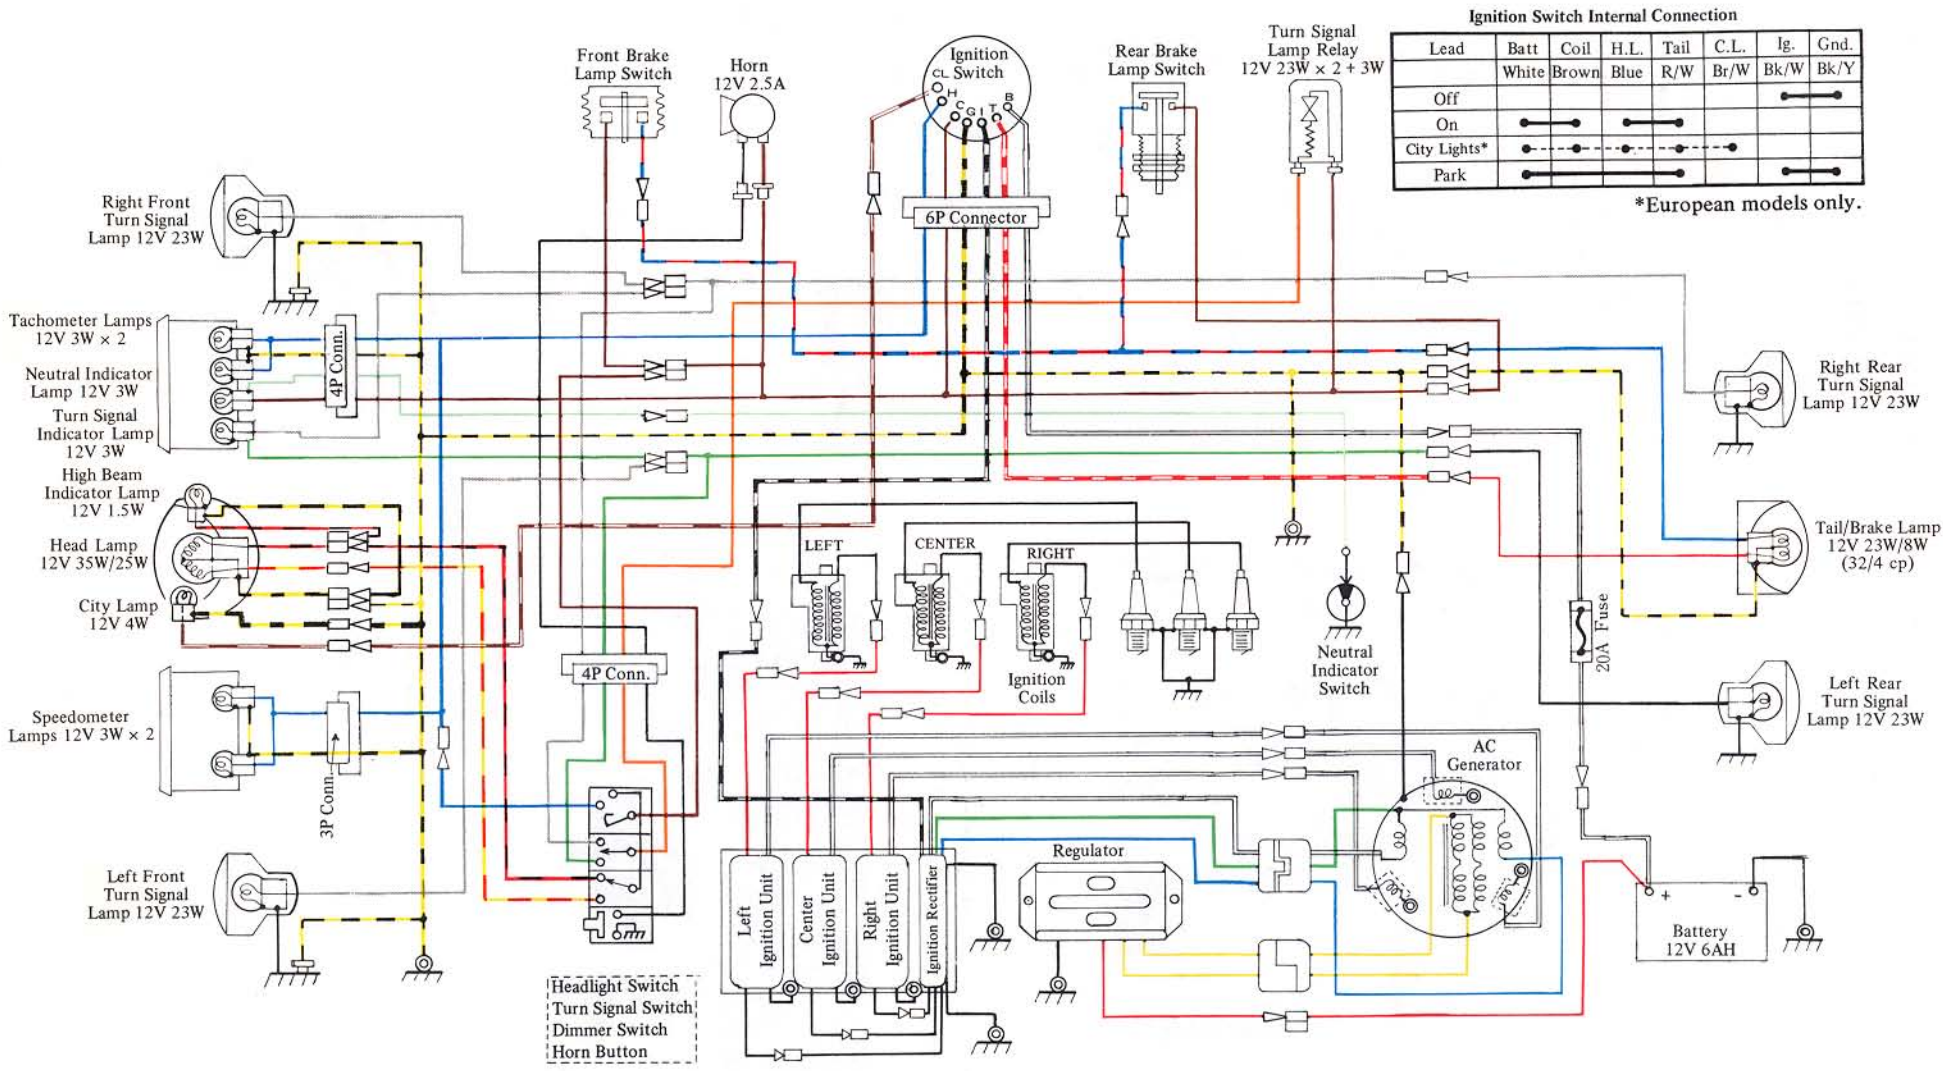 Ignition Switch Internal Connection
Lead Batt Coil H.L. Tail C.L. Ig. Gnd.
White Brown Blue R/W Br/W Bk/W Bk/Y
Off
On
City Lights*
Park
*European models only.
Front Brake
Lamp Switch
Horn
12V 2.5A
Ignition
Switch
CL
H
C
G
I
T
B
Rear Brake
Lamp Switch
Turn Signal
Lamp Relay
12V 23W × 2 + 3W
6P Connector
Right Front
Turn Signal
Lamp 12V 23W
Tachometer Lamps
12V 3W × 2
Neutral Indicator
Lamp 12V 3W
Turn Signal
Indicator Lamp
12V 3W
4P Conn.
High Beam
Indicator Lamp
12V 1.5W
Head Lamp
12V 35W/25W
City Lamp
12V 4W
Speedometer
Lamps 12V 3W × 2
3P Conn.
Left Front
Turn Signal
Lamp 12V 23W
4P Conn.
Headlight Switch
Turn Signal Switch
Dimmer Switch
Horn Button
LEFT
CENTER
RIGHT
Ignition
Coils
Neutral
Indicator
Switch
Right Rear
Turn Signal
Lamp 12V 23W
Tail/Brake Lamp
12V 23W/8W
(32/4 cp)
20A Fuse
Left Rear
Turn Signal
Lamp 12V 23W
AC
Generator
Regulator
Left
Ignition Unit
Center
Ignition Unit
Right
Ignition Unit
Ignition Rectifier
+ -
Battery
12V 6AH